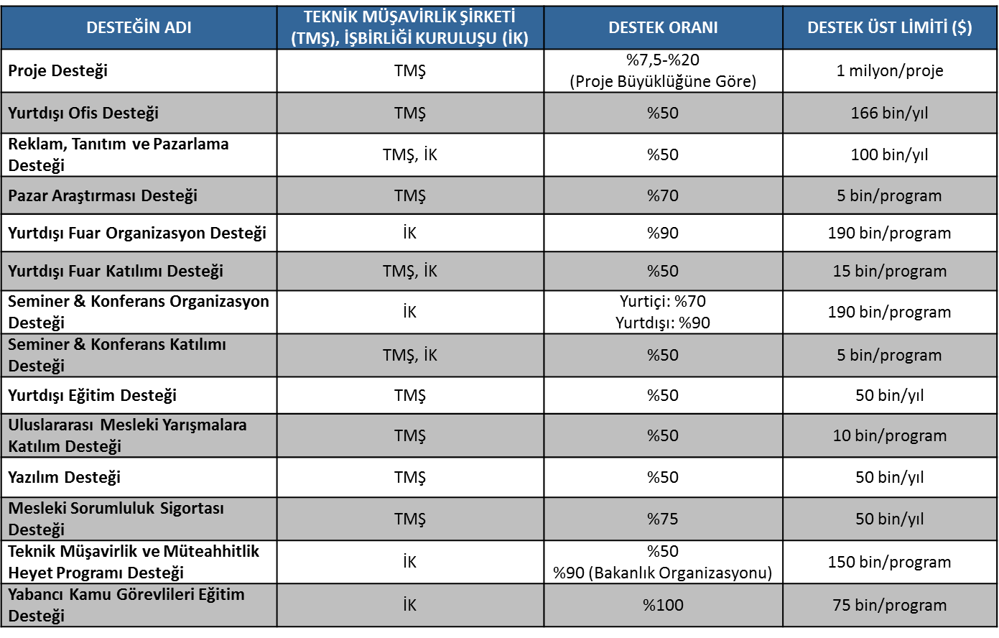 DESTEĞİN ADI
TEKNİK MÜŞAVİRLİK ŞİRKETİ
(TMŞ), İŞBİRLİĞİ KURULUŞU (İK)
DESTEK ORANI
DESTEK ÜST LİMİTİ ($)
Proje Desteği
TMŞ
%7,5-%20
(Proje Büyüklüğüne Göre)
1 milyon/proje
Yurtdışı Ofis Desteği
TMŞ
%50
166 bin/yıl
Reklam, Tanıtım ve Pazarlama
Desteği
TMŞ, İK
%50
100 bin/yıl
Pazar Araştırması Desteği
TMŞ
%70
5 bin/program
Yurtdışı Fuar Organizasyon Desteği
İK
%90
190 bin/program
Yurtdışı Fuar Katılımı Desteği
TMŞ, İK
%50
15 bin/program
Seminer & Konferans Organizasyon
Desteği
İK
Yurtiçi: %70
Yurtdışı: %90
190 bin/program
Seminer & Konferans Katılımı
Desteği
TMŞ, İK
%50
5 bin/program
Yurtdışı Eğitim Desteği
TMŞ
%50
50 bin/yıl
Uluslararası Mesleki Yarışmalara
Katılım Desteği
TMŞ
%50
10 bin/program
Yazılım Desteği
TMŞ
%50
50 bin/yıl
Mesleki Sorumluluk Sigortası
Desteği
TMŞ
%75
50 bin/yıl
Teknik Müşavirlik ve Müteahhitlik
Heyet Programı Desteği
İK
%50
%90 (Bakanlık Organizasyonu)
150 bin/program
Yabancı Kamu Görevlileri Eğitim
Desteği
İK
%100
75 bin/program